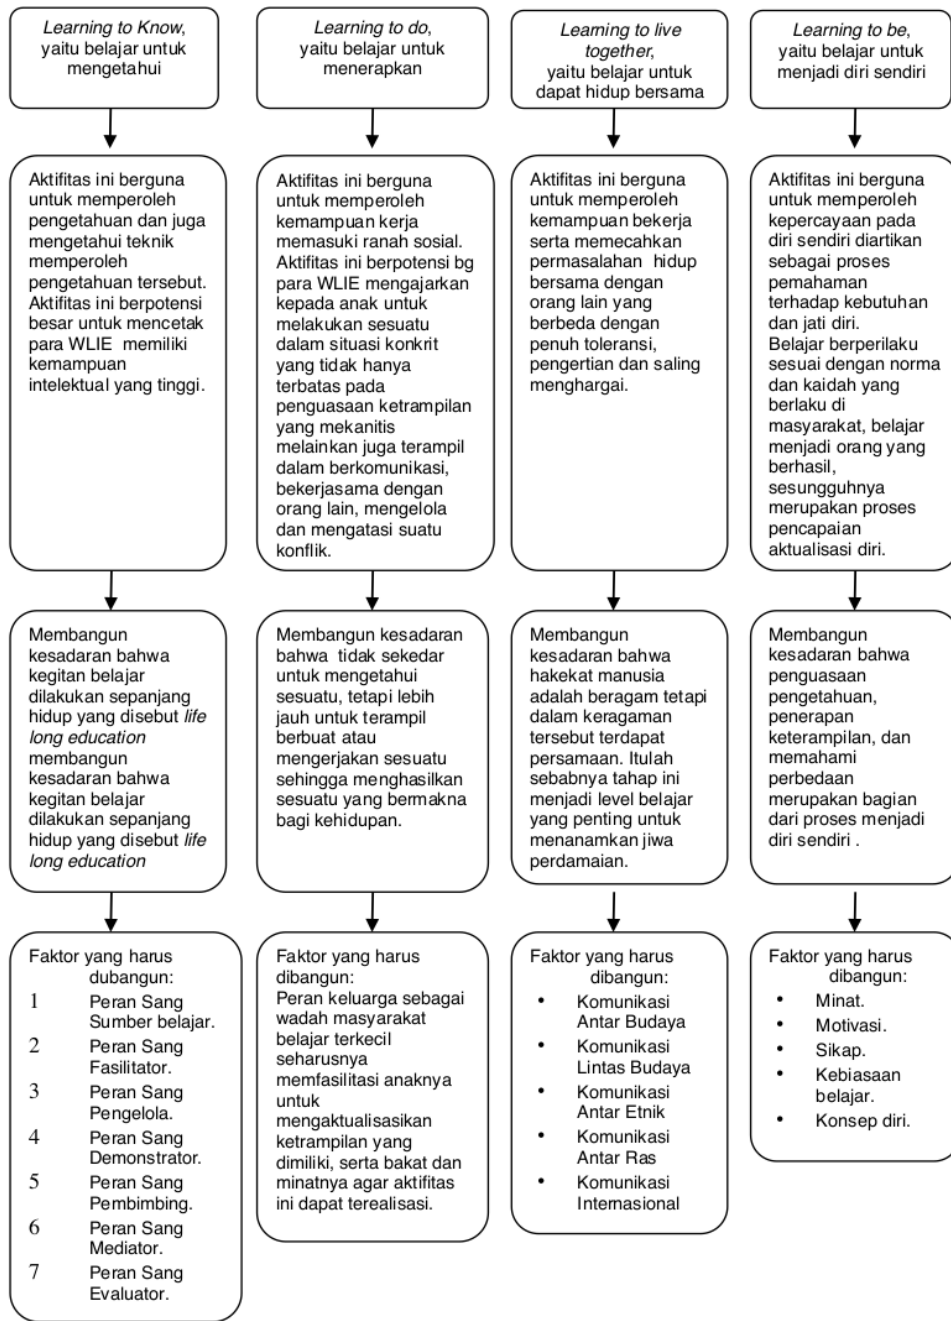 Learning to Know,
yaitu belajar untuk
mengetahui
Aktifitas ini berguna
untuk memperoleh
pengetahuan dan juga
mengetahui teknik
memperoleh
pengetahuan tersebut.
Aktifitas ini berpotensi
besar untuk mencetak
para WLIE memiliki
kemampuan
intelektual yang tinggi.
Membangun
kesadaran bahwa
kegitan belajar
dilakukan sepanjang
hidup yang disebut life
long education
membangun
kesadaran bahwa
kegitan belajar
dilakukan sepanjang
hidup yang disebut life
long education
Faktor yang harus
dubangun:
1 Peran Sang
Sumber belajar.
2 Peran Sang
Fasilitator.
3 Peran Sang
Pengelola.
4 Peran Sang
Demonstrator.
5 Peran Sang
Pembimbing.
6 Peran Sang
Mediator.
7 Peran Sang
Evaluator.
Learning to do,
yaitu belajar untuk
menerapkan
Aktifitas ini berguna
untuk memperoleh
kemampuan kerja
memasuki ranah sosial.
Aktifitas ini berpotensi bg
para WLIE mengajarkan
kepada anak untuk
melakukan sesuatu
dalam situasi konkrit
yang tidak hanya
terbatas pada
penguasaan ketrampilan
yang mekanitis
melainkan juga terampil
dalam berkomunikasi,
bekerjasama dengan
orang lain, mengelola
dan mengatasi suatu
konflik.
Membangun kesadaran
bahwa tidak sekedar
untuk mengetahui
sesuatu, tetapi lebih
jauh untuk terampil
berbuat atau
mengerjakan sesuatu
sehingga menghasilkan
sesuatu yang bermakna
bagi kehidupan.
Faktor yang harus
dibangun:
Peran keluarga sebagai
wadah masyarakat
belajar terkecil
seharusnya
memfasilitasi anaknya
untuk
mengaktualisasikan
ketrampilan yang
dimiliki, serta bakat dan
minatnya agar aktifitas
ini dapat terealisasi.
Learning to live
together,
yaitu belajar untuk
dapat hidup bersama
Aktifitas ini berguna
untuk memperoleh
kemampuan bekerja
serta memecahkan
permasalahan hidup
bersama dengan
orang lain yang
berbeda dengan
penuh toleransi,
pengertian dan saling
menghargai.
Membangun
kesadaran bahwa
hakekat manusia
adalah beragam tetapi
dalam keragaman
tersebut terdapat
persamaan. Itulah
sebabnya tahap ini
menjadi level belajar
yang penting untuk
menanamkan jiwa
perdamaian.
Faktor yang harus
dibangun:
• Komunikasi
Antar Budaya
• Komunikasi
Lintas Budaya
• Komunikasi
Antar Etnik
• Komunikasi
Antar Ras
• Komunikasi
Internasional
Learning to be,
yaitu belajar untuk
menjadi diri sendiri
Aktifitas ini berguna
untuk memperoleh
kepercayaan pada
diri sendiri diartikan
sebagai proses
pemahaman
terhadap kebutuhan
dan jati diri.
Belajar berperilaku
sesuai dengan norma
dan kaidah yang
berlaku di
masyarakat, belajar
menjadi orang yang
berhasil,
sesungguhnya
merupakan proses
pencapaian
aktualisasi diri.
Membangun
kesadaran bahwa
penguasaan
pengetahuan,
penerapan
keterampilan, dan
memahami
perbedaan
merupakan bagian
dari proses menjadi
diri sendiri .
Faktor yang harus
dibangun:
• Minat.
• Motivasi.
• Sikap.
• Kebiasaan
belajar.
• Konsep diri.